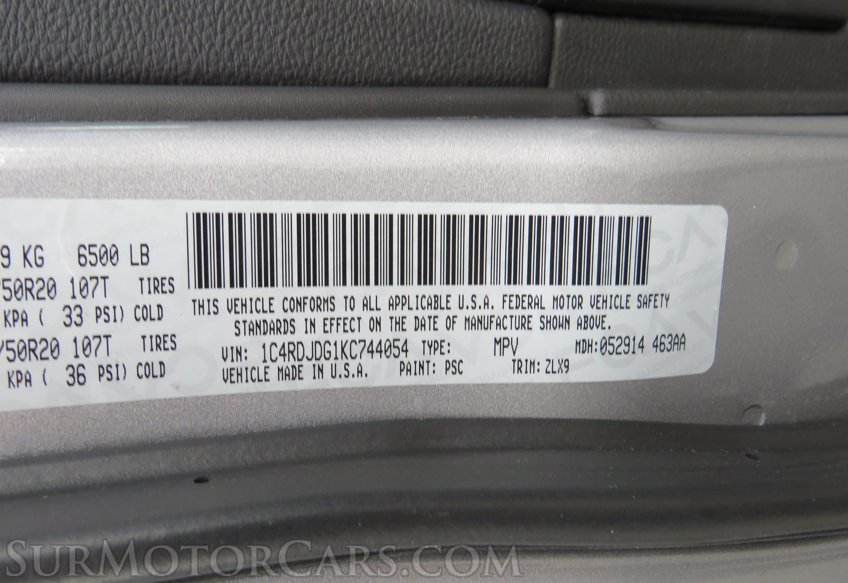 9 KG 6500 LB
50R20 107T TIRES
KPA ( 33 PSI) COLD
/50R20 107T TIRES
KPA ( 36 PSI) COLD
THIS VEHICLE CONFORMS TO ALL APPLICABLE U.S.A. FEDERAL MOTOR VEHICLE SAFETY
STANDARDS IN EFFECT ON THE DATE OF MANUFACTURE SHOWN ABOVE.
VIN: 1C4RDJDG1KC744054 TYPE: MPV MDH: 052914 463AA
VEHICLE MADE IN U.S.A. PAINT: PSC TRIM: ZLX9
SURMOTORCARS.COM